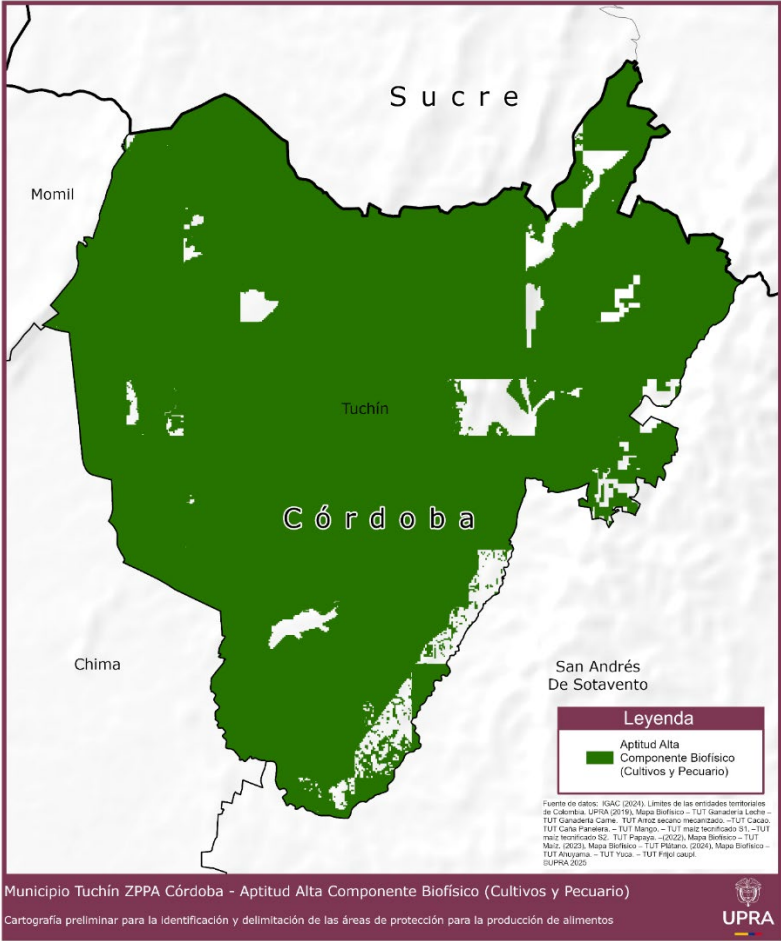 Sucre
Momil
Tuchín
Córdoba
Chima
San Andrés
De Sotavento
Leyenda
Aptitud Alta
Componente Biofísico
(Cultivos y Pecuario)
Fuente de datos: IGAC (2024). Límites de las entidades territoriales
de Colombia. UPRA (2019), Mapa Biofísico – TUT Ganadería Leche –
TUT Ganadería Carne. TUT Arroz secano mecanizado. –TUT Cacao.
TUT Caña Panelera. – TUT Mango. – TUT maíz tecnificado S1. –TUT
maíz tecnificado S2. TUT Papaya. –(2022), Mapa Biofísico – TUT
Maíz. (2023), Mapa Biofísico – TUT Plátano. (2024), Mapa Biofísico –
TUT Ahuyama. – TUT Yuca. – TUT Fríjol caupí.
©UPRA 2025
Municipio Tuchín ZPPA Córdoba - Aptitud Alta Componente Biofísico (Cultivos y Pecuario)
Cartografía preliminar para la identificación y delimitación de las áreas de protección para la producción de alimentos
UPRA